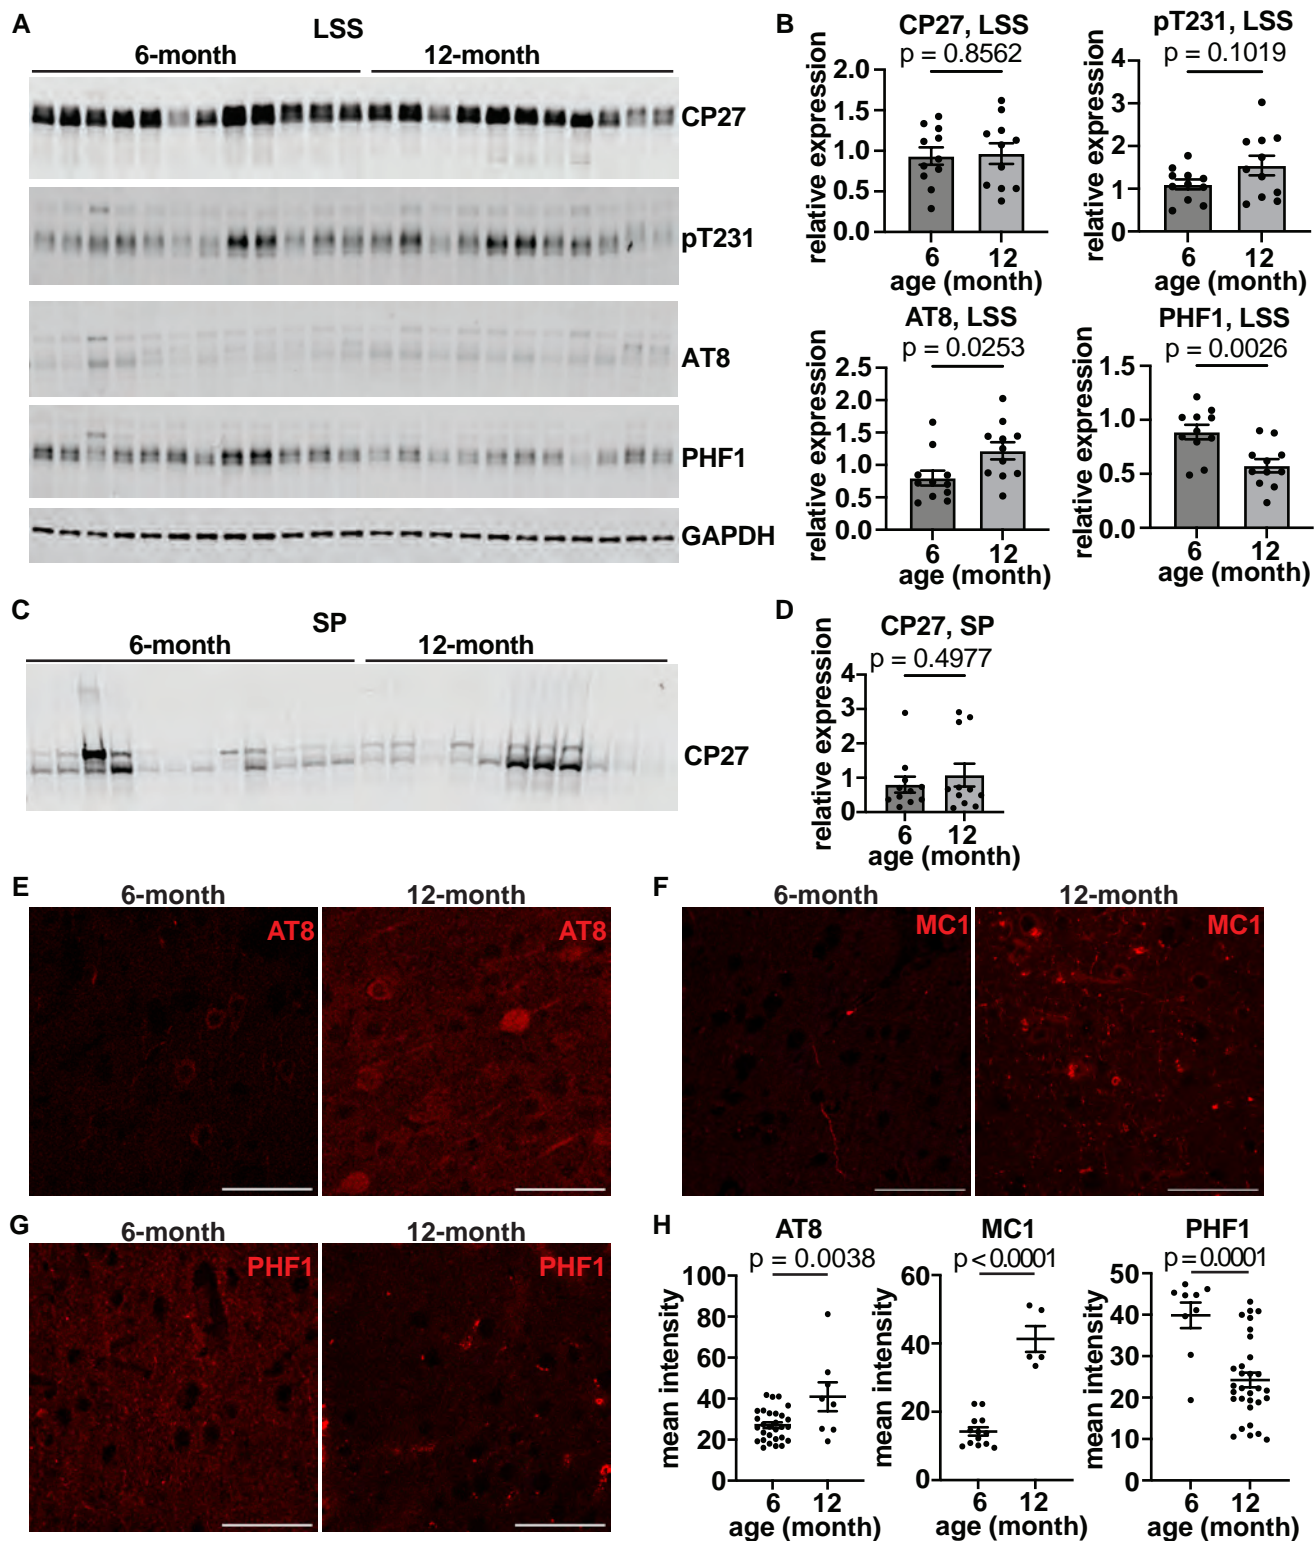 A
LSS
6-month
12-month
CP27
pT231
AT8
PHF1
GAPDH
B
CP27, LSS
p = 0.8562
relative expression
2.0
1.5
1.0
0.5
0.0
6
12
age (month)
pT231, LSS
p = 0.1019
relative expression
4
3
2
1
0
6
12
age (month)
AT8, LSS
p = 0.0253
relative expression
2.5
2.0
1.5
1.0
0.5
0.0
6
12
age (month)
PHF1, LSS
p = 0.0026
relative expression
1.5
1.0
0.5
0.0
6
12
age (month)
C
SP
6-month
12-month
CP27
D
CP27, SP
p = 0.4977
relative expression
4
3
2
1
0
6
12
age (month)
E
6-month
12-month
AT8
AT8
F
6-month
12-month
MC1
MC1
G
6-month
12-month
PHF1
PHF1
H
AT8
p = 0.0038
mean intensity
100
80
60
40
20
0
6
12
age (month)
MC1
p < 0.0001
mean intensity
60
40
20
0
6
12
age (month)
PHF1
p = 0.0001
mean intensity
50
40
30
20
10
0
6
12
age (month)